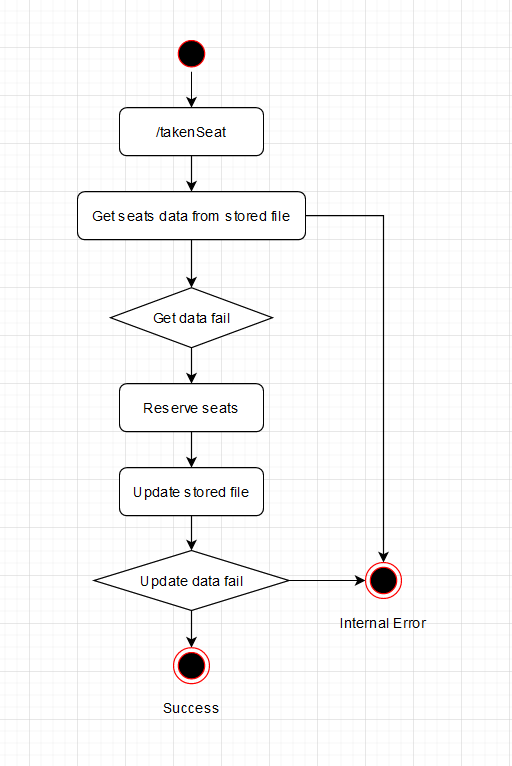 /takenSeat
Get seats data from stored file
Get data fail
Reserve seats
Update stored file
Update data fail
Internal Error
Success